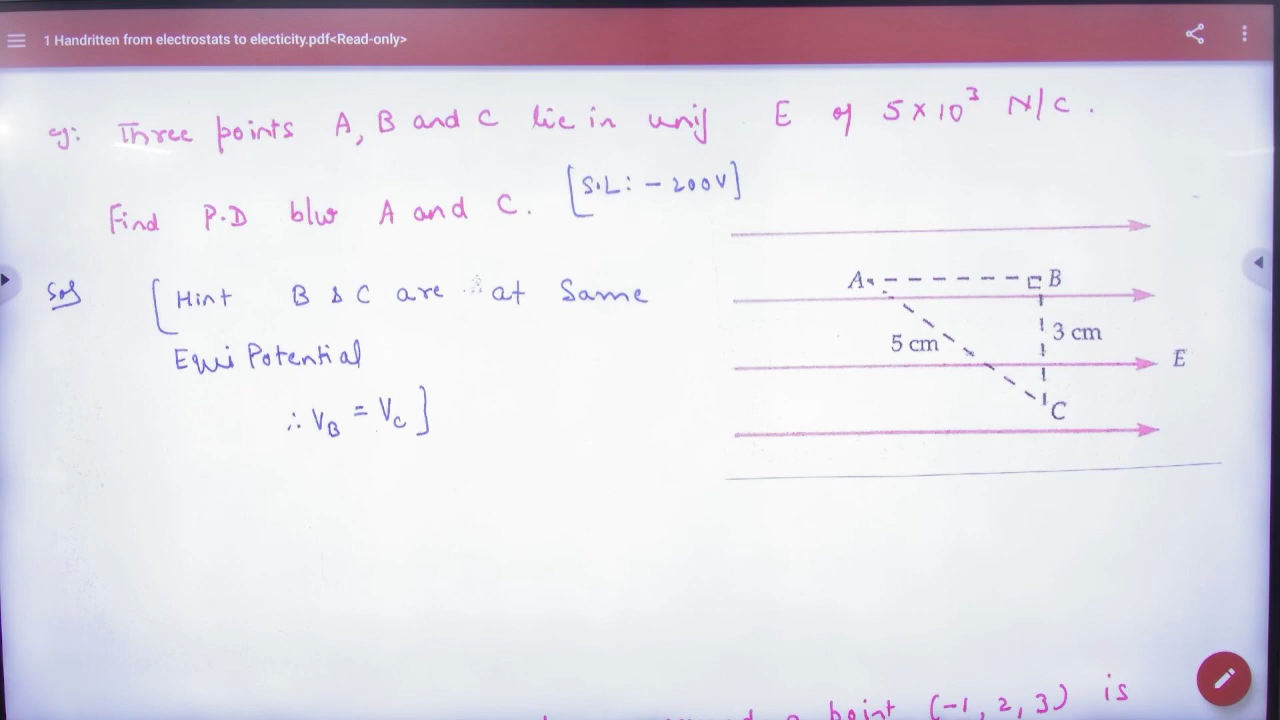 1 Handritten from electrostats to electicity.pdf<Read-only>
eg: Three points A, B and C lie in unif E of 5×10³ N/C.
Find P.D b/w A and C. [S.L: - 200V]
Sol [Hint B & C are at Same
Equi Potential
∴ V_B = V_C ]
A B
5 cm 3 cm
E
C
a point (-1, 2, 3) is